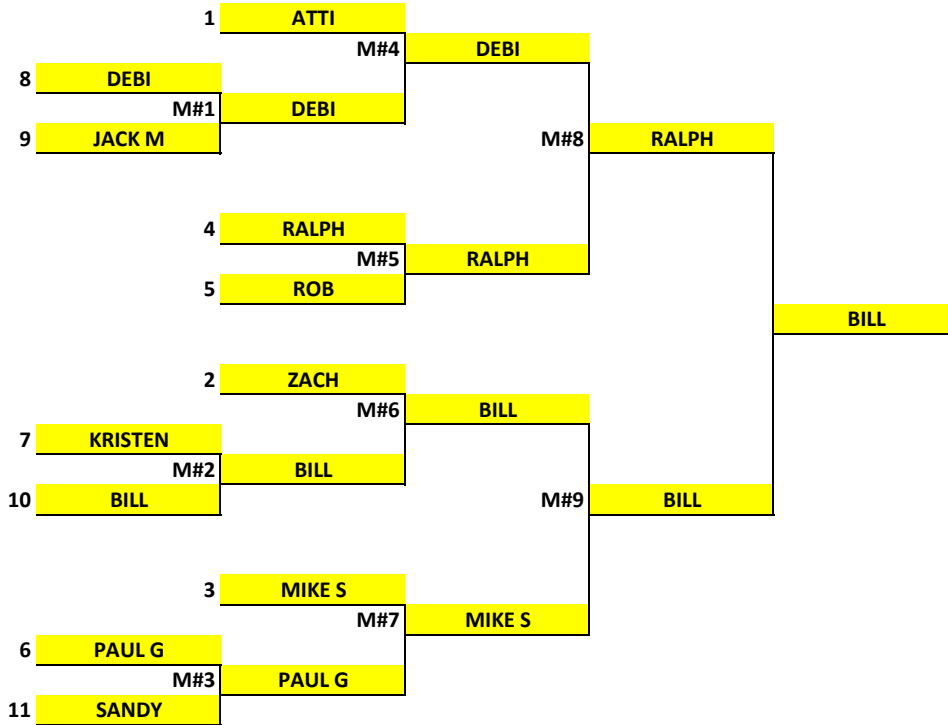 1 ATTI
M#4 DEBI
8 DEBI
M#1 DEBI
9 JACK M M#8 RALPH
4 RALPH
M#5 RALPH
5 ROB
BILL
2 ZACH
M#6 BILL
7 KRISTEN
M#2 BILL
10 BILL M#9 BILL
3 MIKE S
M#7 MIKE S
6 PAUL G
M#3 PAUL G
11 SANDY